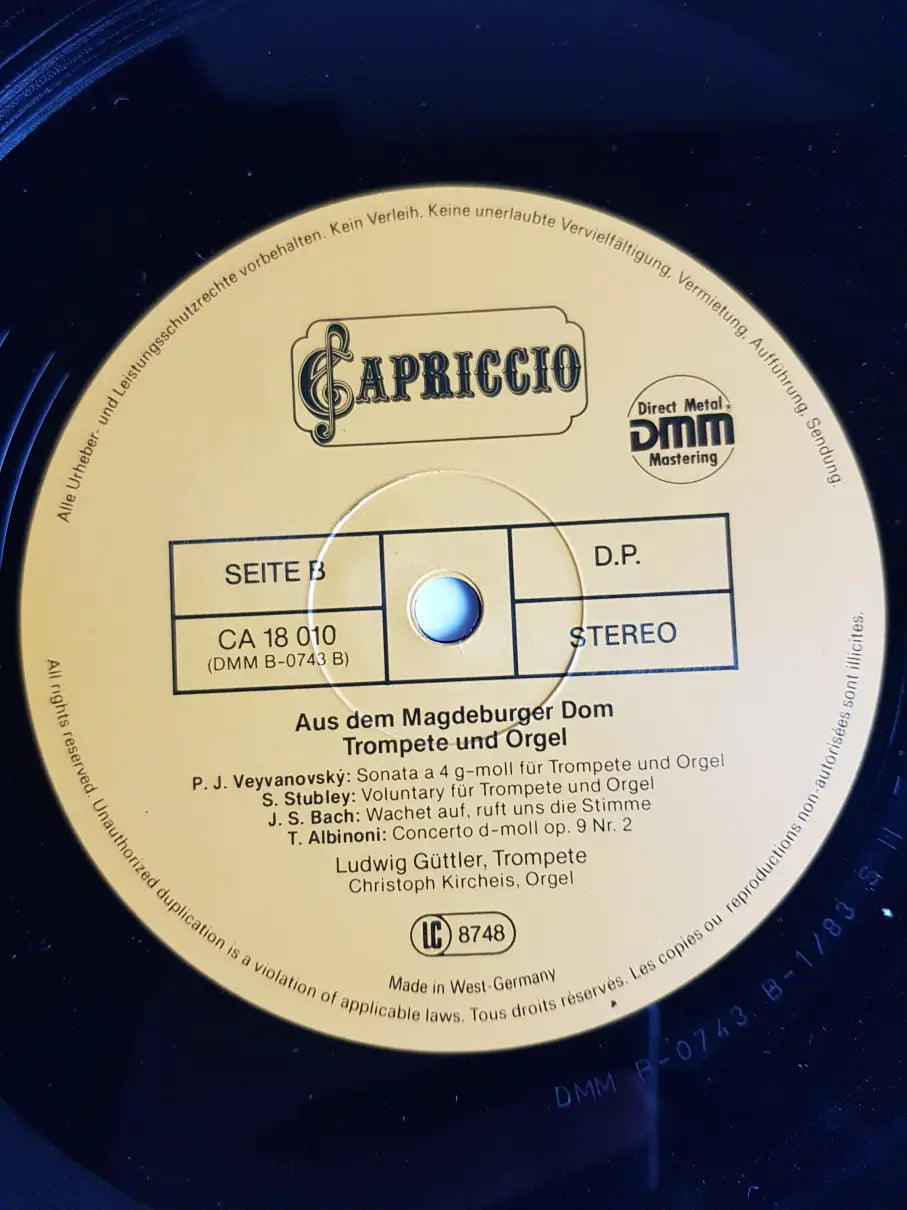 Alle Urheber- und Leistungsschutzrechte vorbehalten. Kein Verleih. Keine unerlaubte Vervielfältigung, Vermietung, Aufführung, Sendung.
CAPRICCIO
Direct Metal
DMM
Mastering
SEITE B
D.P.
CA 18 010
(DMM B-0743 B)
STEREO
Aus dem Magdeburger Dom
Trompete und Orgel
P. J. Veyvanovský: Sonata a 4 g-moll für Trompete und Orgel
S. Stubley: Voluntary für Trompete und Orgel
J. S. Bach: Wachet auf, ruft uns die Stimme
T. Albinoni: Concerto d-moll op. 9 Nr. 2
Ludwig Güttler, Trompete
Christoph Kircheis, Orgel
LC 8748
Made in West-Germany
All rights reserved. Unauthorized duplication is a violation of applicable laws. Tous droits réservés. Les copies ou reproductions non-autorisées sont illicites.
DMM B-0743 B-1/83 S II